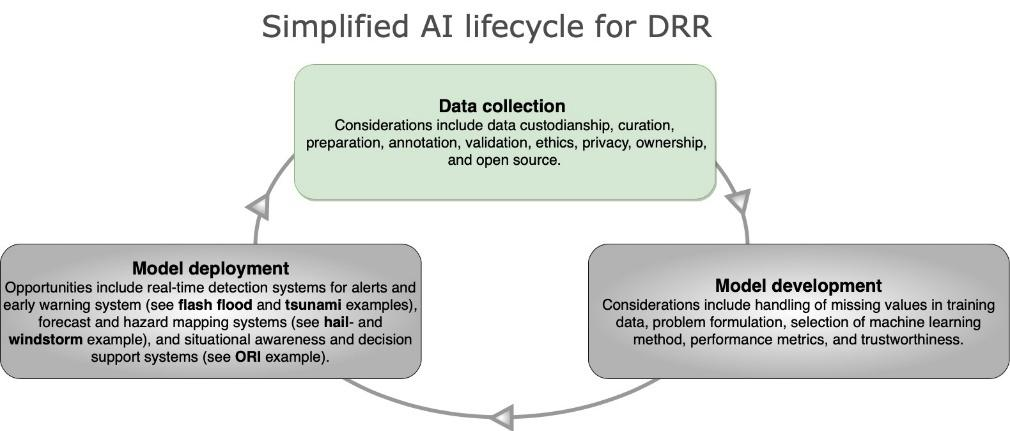 Simplified AI lifecycle for DRR
Data collection
Considerations include data custodianship, curation,
preparation, annotation, validation, ethics, privacy, ownership,
and open source.
Model deployment
Opportunities include real-time detection systems for alerts and
early warning system (see flash flood and tsunami examples),
forecast and hazard mapping systems (see hail- and
windstorm example), and situational awareness and decision
support systems (see ORI example).
Model development
Considerations include handling of missing values in training
data, problem formulation, selection of machine learning
method, performance metrics, and trustworthiness.